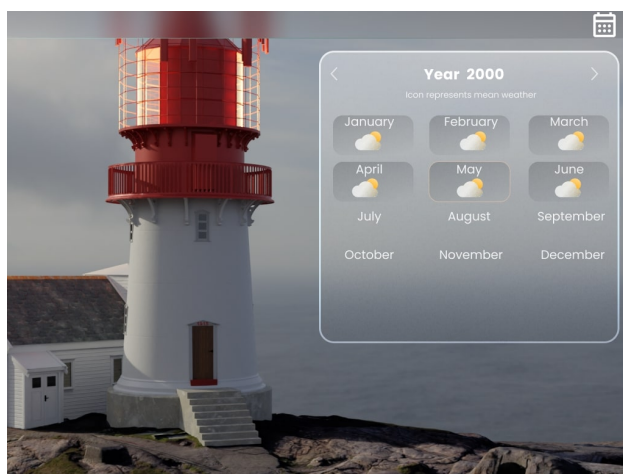 Year 2000
Icon represents mean weather
January February March
April May June
July August September
October November December